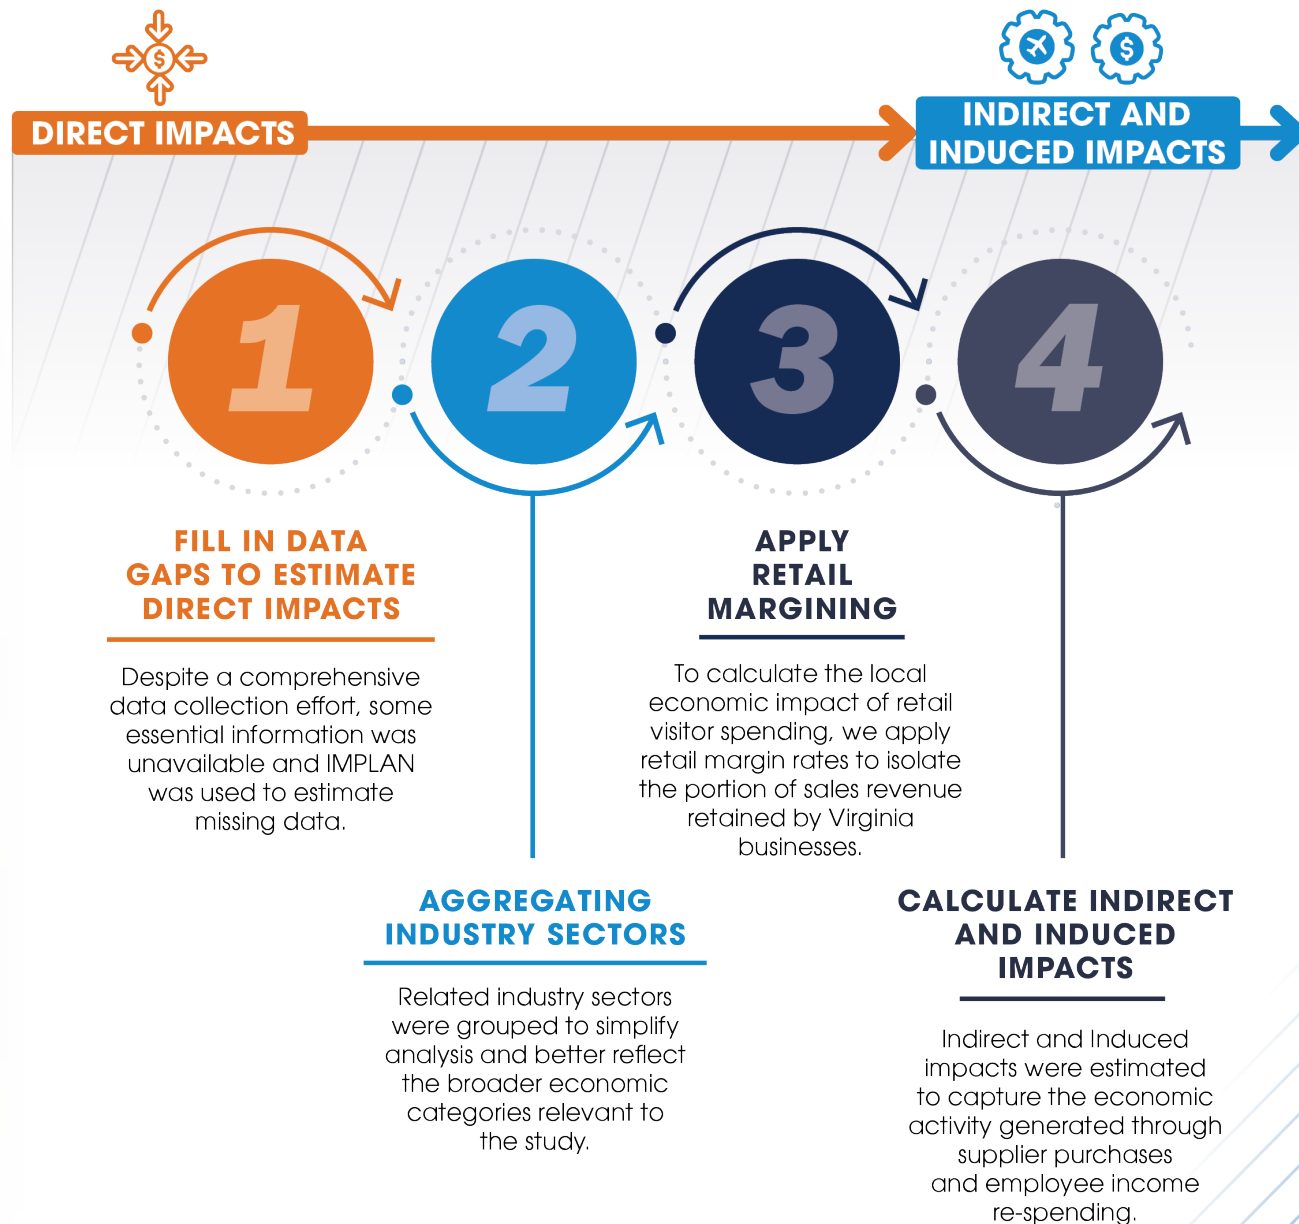 DIRECT IMPACTS
$
$
INDIRECT AND
INDUCED IMPACTS
1
2
3
4
FILL IN DATA
GAPS TO ESTIMATE
DIRECT IMPACTS
Despite a comprehensive
data collection effort, some
essential information was
unavailable and IMPLAN
was used to estimate
missing data.
AGGREGATING
INDUSTRY SECTORS
Related industry sectors
were grouped to simplify
analysis and better reflect
the broader economic
categories relevant to
the study.
APPLY
RETAIL
MARGINING
To calculate the local
economic impact of retail
visitor spending, we apply
retail margin rates to isolate
the portion of sales revenue
retained by Virginia
businesses.
CALCULATE INDIRECT
AND INDUCED
IMPACTS
Indirect and Induced
impacts were estimated
to capture the economic
activity generated through
supplier purchases
and employee income
re-spending.